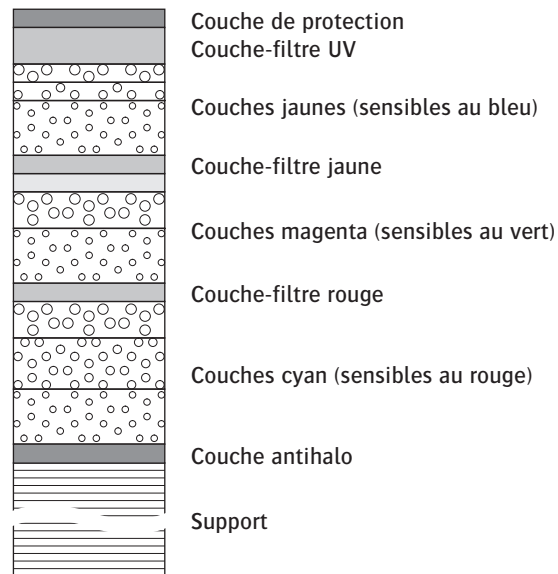 Couche de protection
Couche-filtre UV
Couches jaunes (sensibles au bleu)
Couche-filtre jaune
Couches magenta (sensibles au vert)
Couche-filtre rouge
Couches cyan (sensibles au rouge)
Couche antihalo
Support